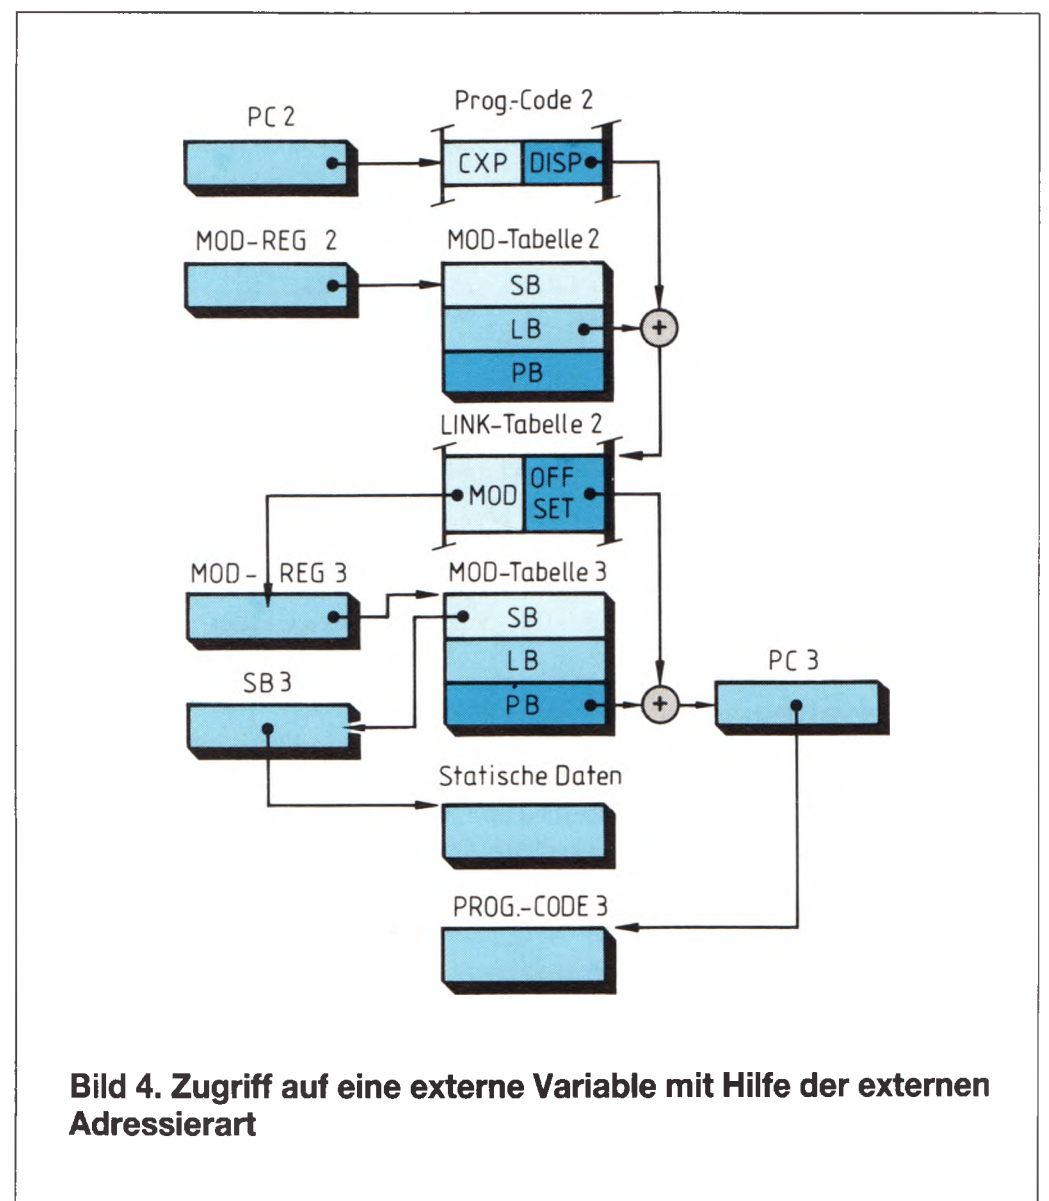 Prog.-Code 2
PC 2
CXP DISP
MOD-REG 2 MOD-Tabelle 2
SB
LB
+
PB
LINK-Tabelle 2
MOD OFF
SET
MOD- REG 3 MOD-Tabelle 3
SB
LB
PC 3
SB 3
PB
+
Statische Daten
PROG.-CODE 3
Bild 4. Zugriff auf eine externe Variable mit Hilfe der externen
Adressierart